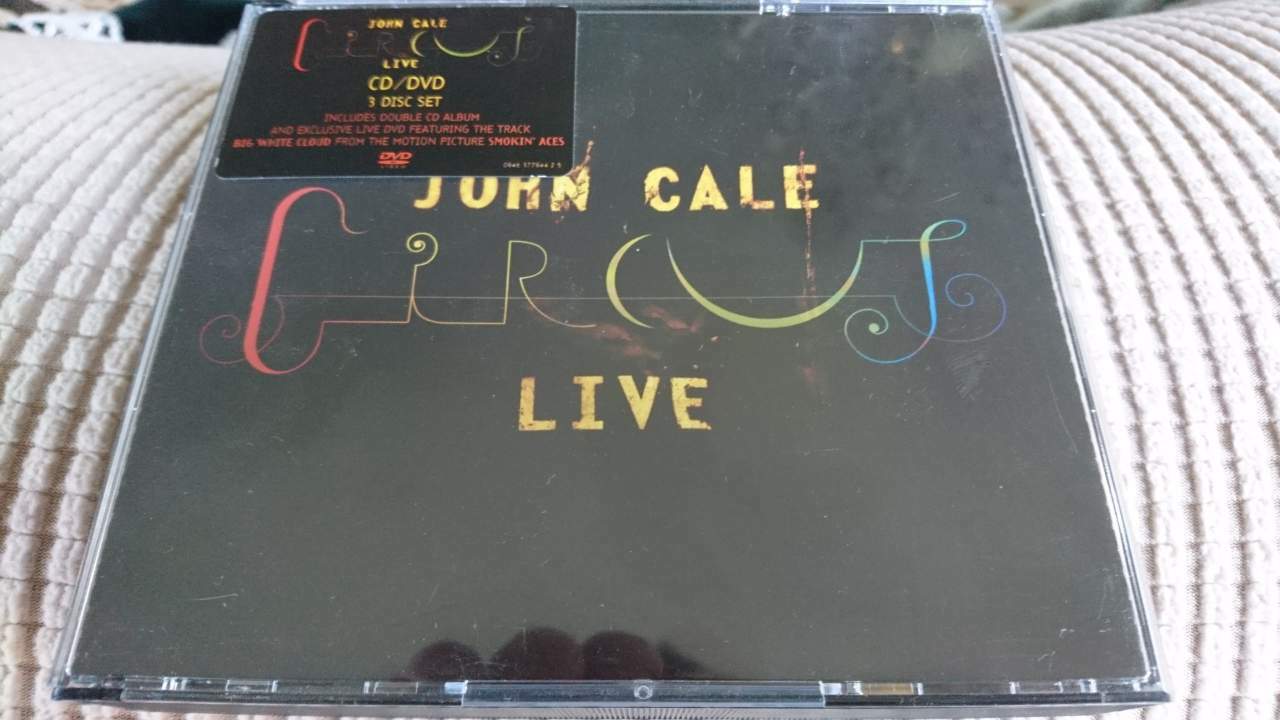 JOHN CALE
CIRCUS
LIVE
CD/DVD
3 DISC SET
INCLUDES DOUBLE CD ALBUM
AND EXCLUSIVE LIVE DVD FEATURING THE TRACK
BIG WHITE CLOUD FROM THE MOTION PICTURE SMOKIN' ACES
DVD
VIDEO
JOHN CALE
CIRCUS
LIVE